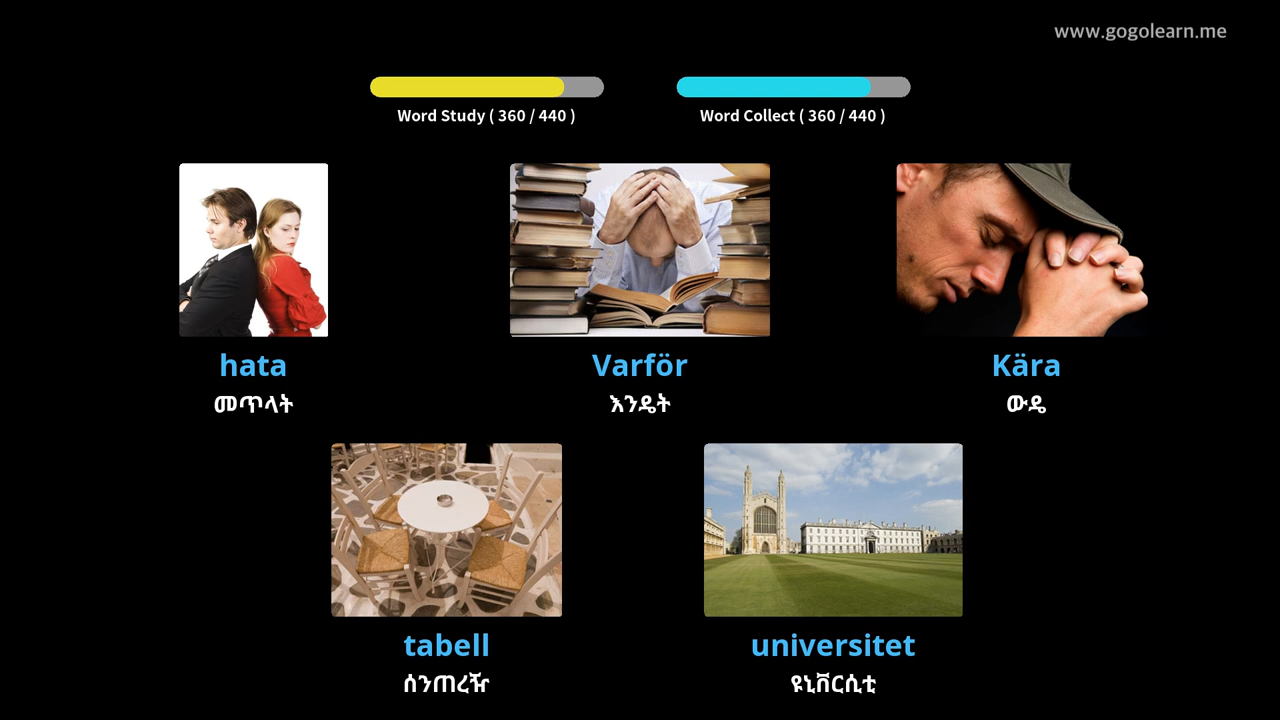 www.gogolearn.me
Word Study ( 360 / 440 )
Word Collect ( 360 / 440 )
hata
መጥላት
Varför
እንዴት
Kära
ውዴ
tabell
ሰንጠረዥ
universitet
ዩኒቨርሲቲ